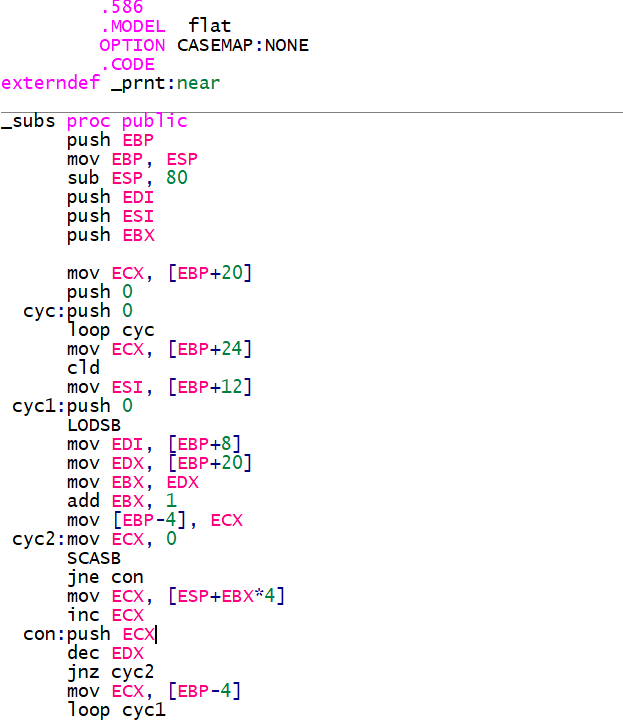 .586
.MODEL  flat
OPTION CASEMAP:NONE
.CODE
externdef _prnt:near
_subs proc public
push EBP
mov EBP, ESP
sub ESP, 80
push EDI
push ESI
push EBX
mov ECX, [EBP+20]
push 0
cyc:push 0
loop cyc
mov ECX, [EBP+24]
cld
mov ESI, [EBP+12]
cyc1:push 0
LODSB
mov EDI, [EBP+8]
mov EDX, [EBP+20]
mov EBX, EDX
add EBX, 1
mov [EBP-4], ECX
cyc2:mov ECX, 0
SCASB
jne con
mov ECX, [ESP+EBX*4]
inc ECX
con:push ECX
dec EDX
jnz cyc2
mov ECX, [EBP-4]
loop cyc1